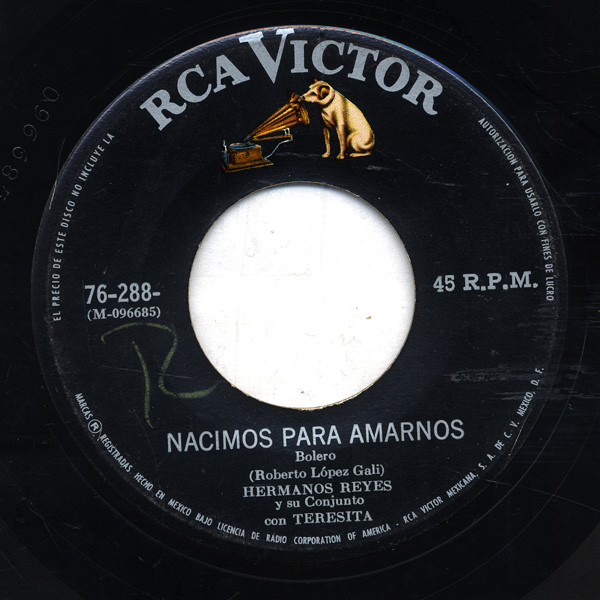 RCA VICTOR
EL PRECIO DE ESTE DISCO NO INCLUYE LA
AUTORIZACION PARA USARLO CON FINES DE LUCRO
76-288-
(M-096685)
45 R.P.M.
R
NACIMOS PARA AMARNOS
Bolero
(Roberto López Gali)
HERMANOS REYES
y su Conjunto
con TERESITA
MARCAS ® REGISTRADAS HECHO EN MEXICO BAJO LICENCIA DE RADIO CORPORATION OF AMERICA - RCA VICTOR MEXICANA, S. A. DE C. V. MEXICO, D. F.